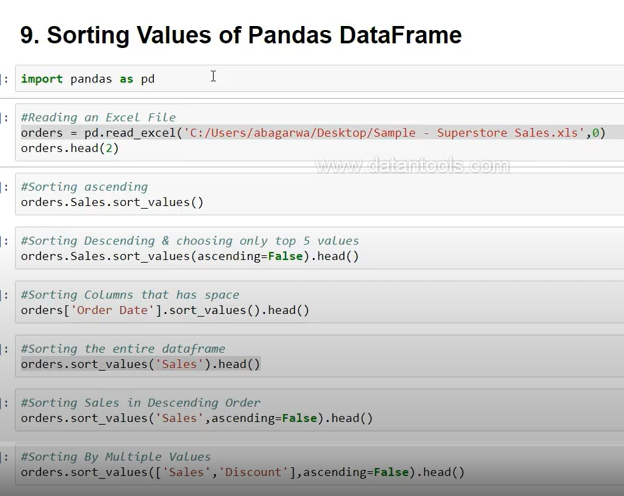 9. Sorting Values of Pandas DataFrame
]:
import pandas as pd
]:
#Reading an Excel File
orders = pd.read_excel('C:/Users/abagarwa/Desktop/Sample - Superstore Sales.xls',0)
orders.head(2)
www.datantools.com
]:
#Sorting ascending
orders.Sales.sort_values()
]:
#Sorting Descending & choosing only top 5 values
orders.Sales.sort_values(ascending=False).head()
]:
#Sorting Columns that has space
orders['Order Date'].sort_values().head()
]:
#Sorting the entire dataframe
orders.sort_values('Sales').head()
]:
#Sorting Sales in Descending Order
orders.sort_values('Sales',ascending=False).head()
]:
#Sorting By Multiple Values
orders.sort_values(['Sales','Discount'],ascending=False).head()